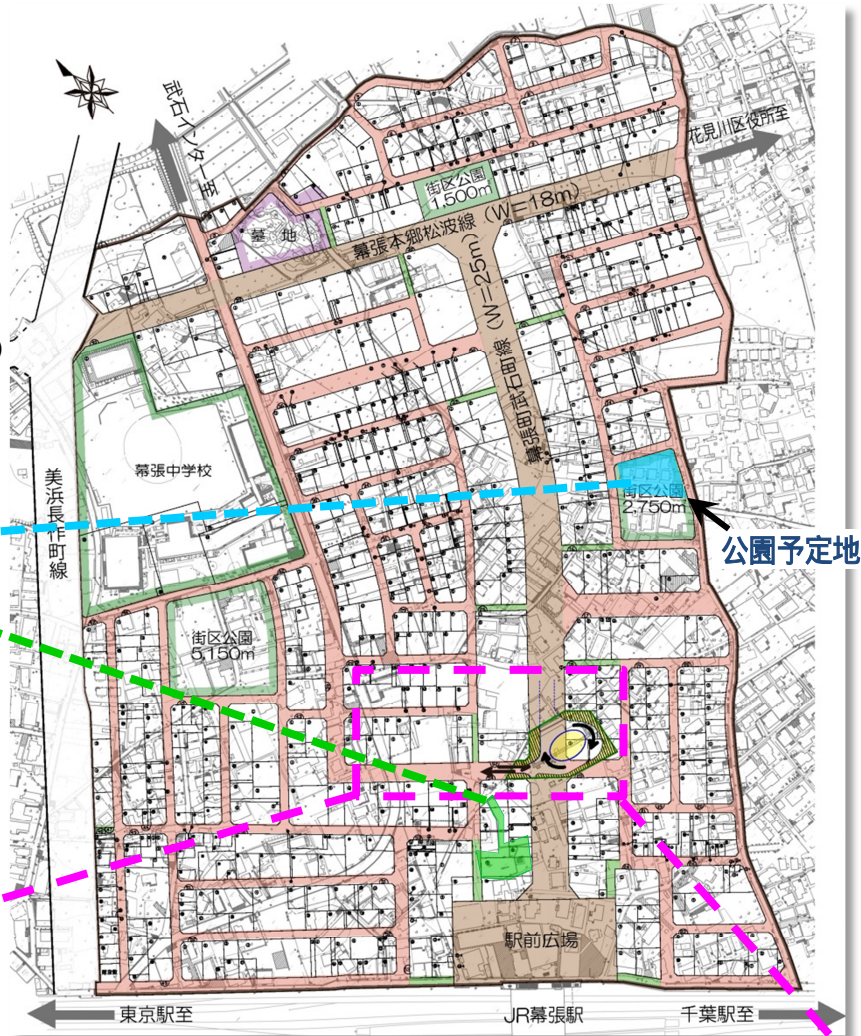 武石インター至
花見川区役所至
街区公園
1,500㎡
墓 地
幕張本郷松波線（W＝18m）
幕張町武石町線（W＝25m）
幕張中学校
美浜長作町線
街区公園
2,750㎡
公園予定地
街区公園
5,150㎡
駅前広場
東京駅至
JR幕張駅
千葉駅至